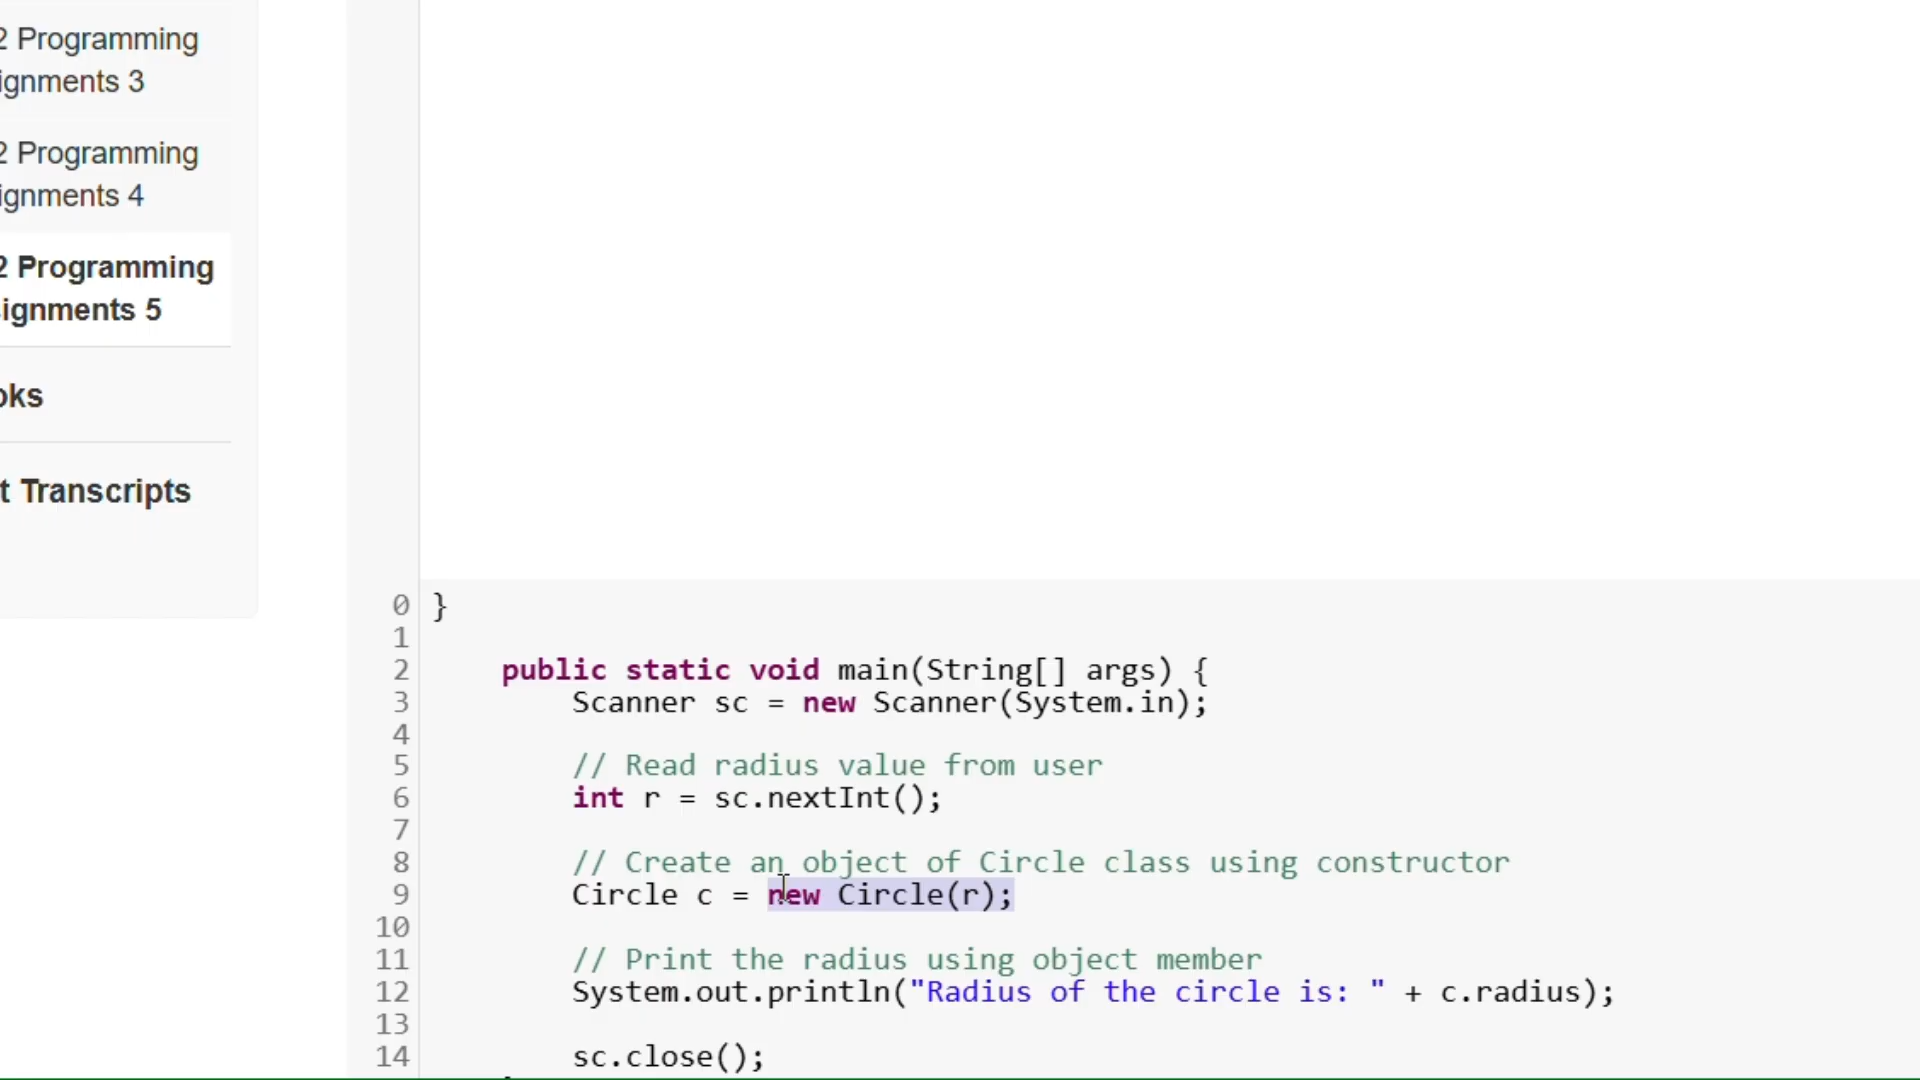 2 Programming
ignments 3
2 Programming
ignments 4
2 Programming
ignments 5
oks
t Transcripts
0 }
1
2 public static void main(String[] args) {
3 Scanner sc = new Scanner(System.in);
4
5 // Read radius value from user
6 int r = sc.nextInt();
7
8 // Create an object of Circle class using constructor
9 Circle c = new Circle(r);
10
11 // Print the radius using object member
12 System.out.println("Radius of the circle is: " + c.radius);
13
14 sc.close();